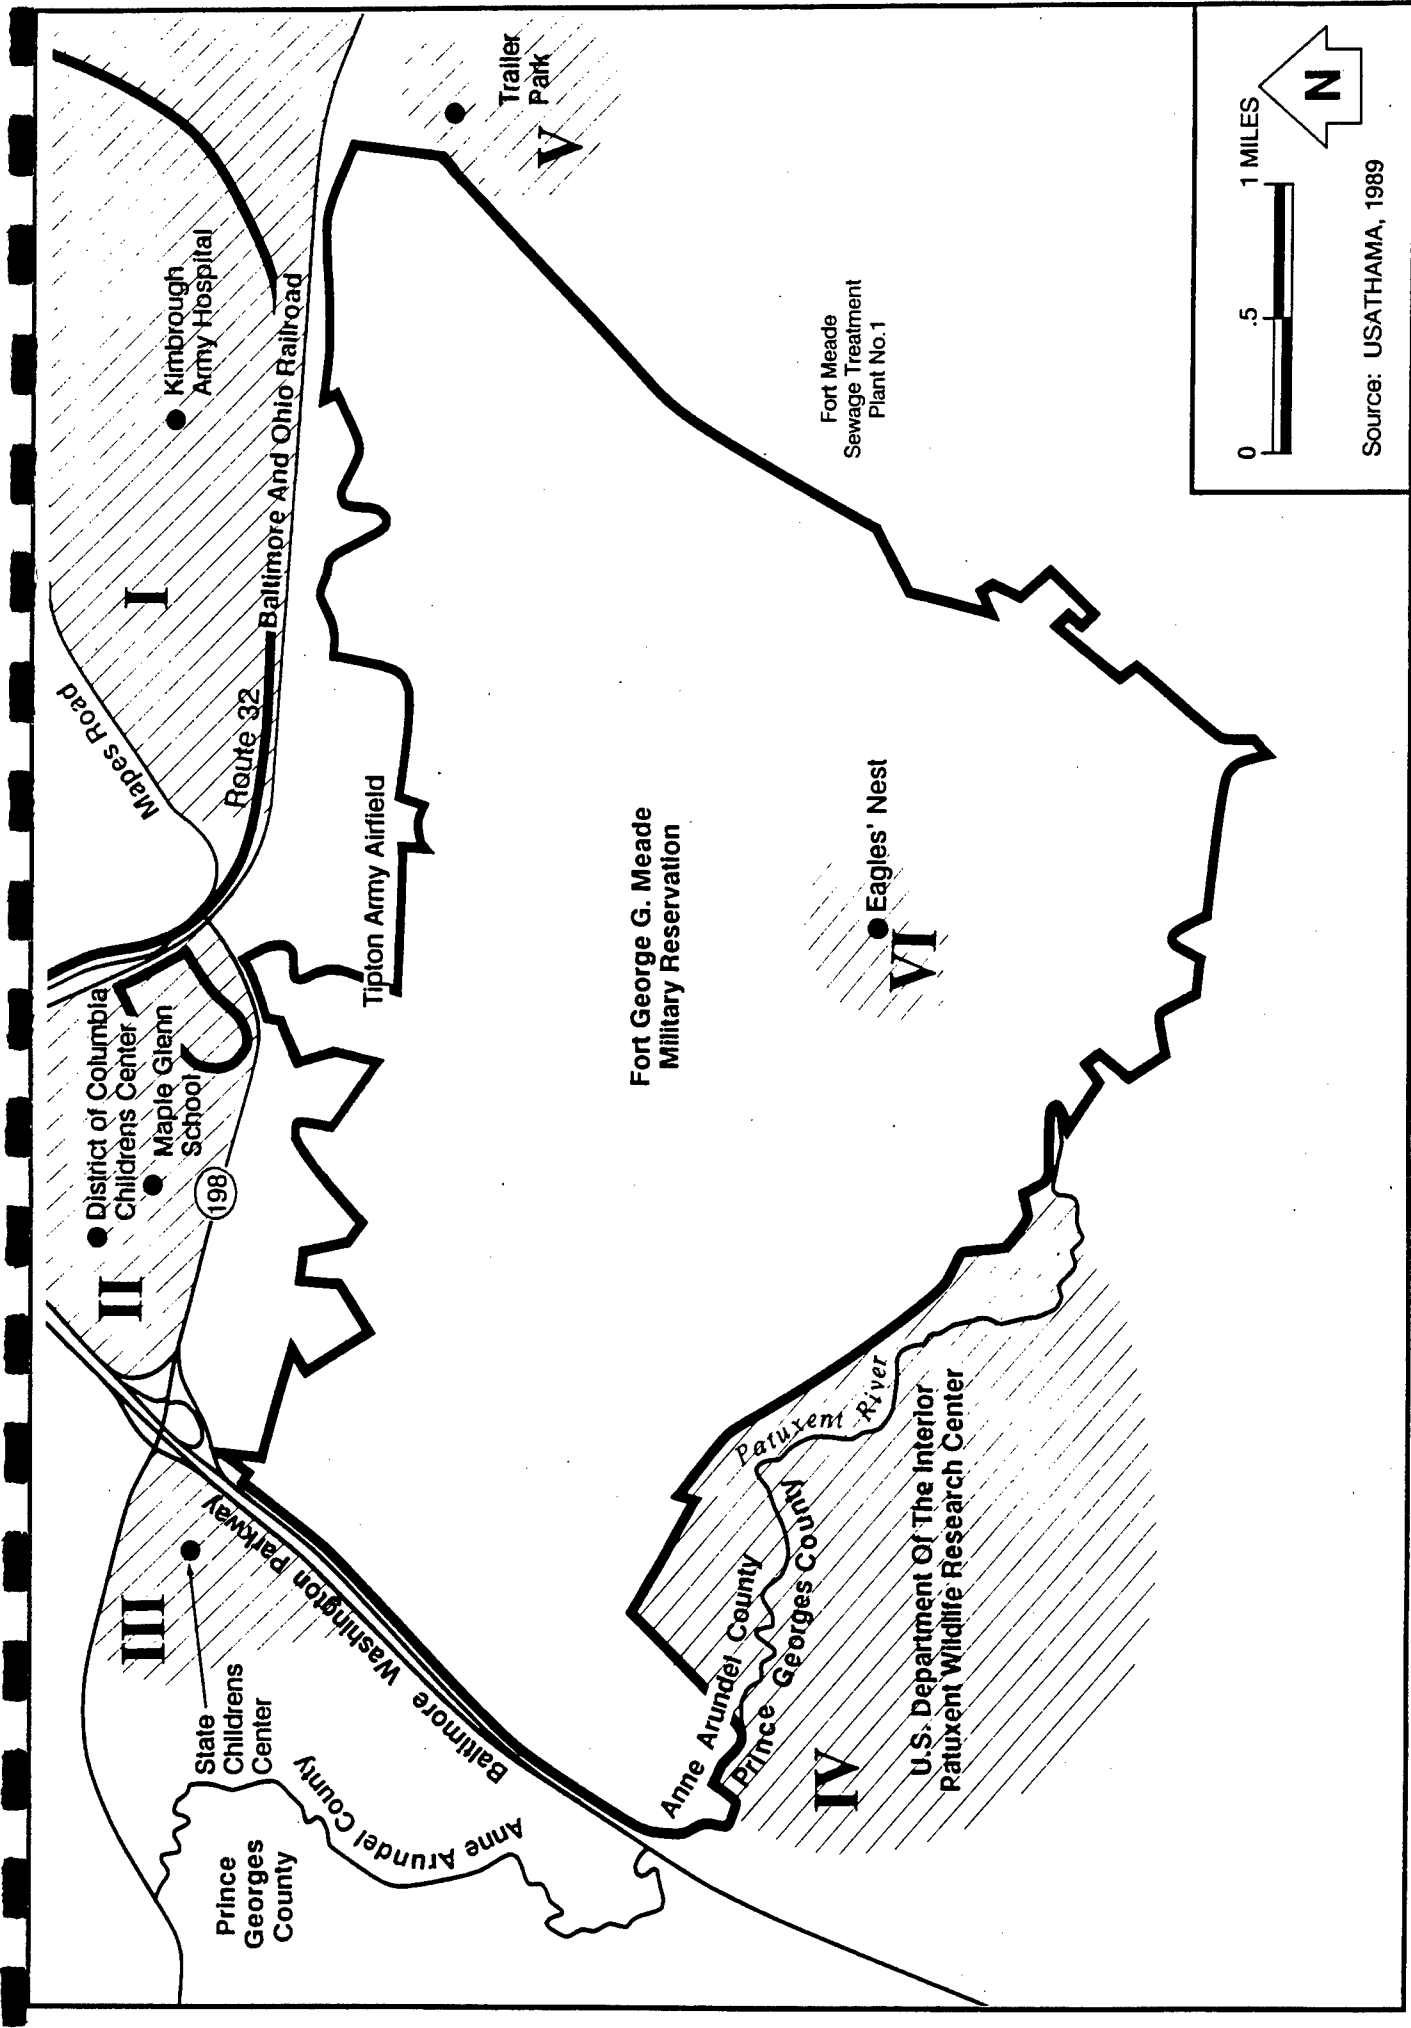 Mapes Road
I
Kimbrough
Army Hospital
Route 32
Baltimore And Ohio Railroad
Trailer
Park
V
District of Columbia
Childrens Center
Maple Glenn
School
II
198
III
State
Childrens
Center
Prince
Georges
County
Anne Arundel County
Baltimore Washington Parkway
Tipton Army Airfield
Fort George G. Meade
Military Reservation
Fort Meade
Sewage Treatment
Plant No.1
Eagles' Nest
VI
Patuxent River
Anne Arundel County
Prince Georges County
IV
U.S. Department Of The Interior
Patuxent Wildlife Research Center
0 .5 1 MILES
N
Source: USATHAMA, 1989